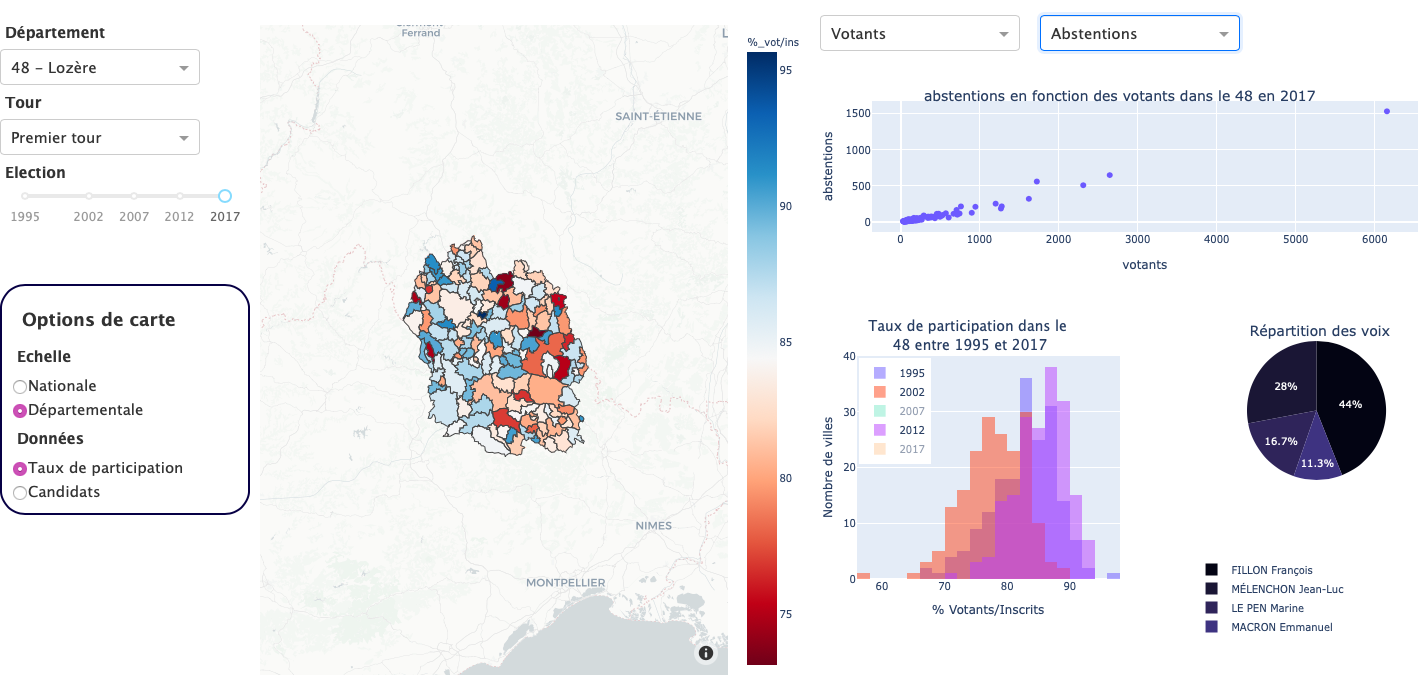 Département
48 – Lozère
Tour
Premier tour
Election
1995 2002 2007 2012 2017
Options de carte
Echelle
Nationale
Départementale
Données
Taux de participation
Candidats
Ferrand
SAINT-ÉTIENNE
NIMES
MONTPELLIER
%_vot/ins
95
90
85
80
75
Votants
Abstentions
abstentions en fonction des votants dans le 48 en 2017
abstentions
1500
1000
500
0
0 1000 2000 3000 4000 5000 6000
votants
Taux de participation dans le
48 entre 1995 et 2017
Nombre de villes
40
30
20
10
0
1995
2002
2007
2012
2017
60 70 80 90
% Votants/Inscrits
Répartition des voix
28%
44%
16.7%
11.3%
FILLON François
MÉLENCHON Jean-Luc
LE PEN Marine
MACRON Emmanuel